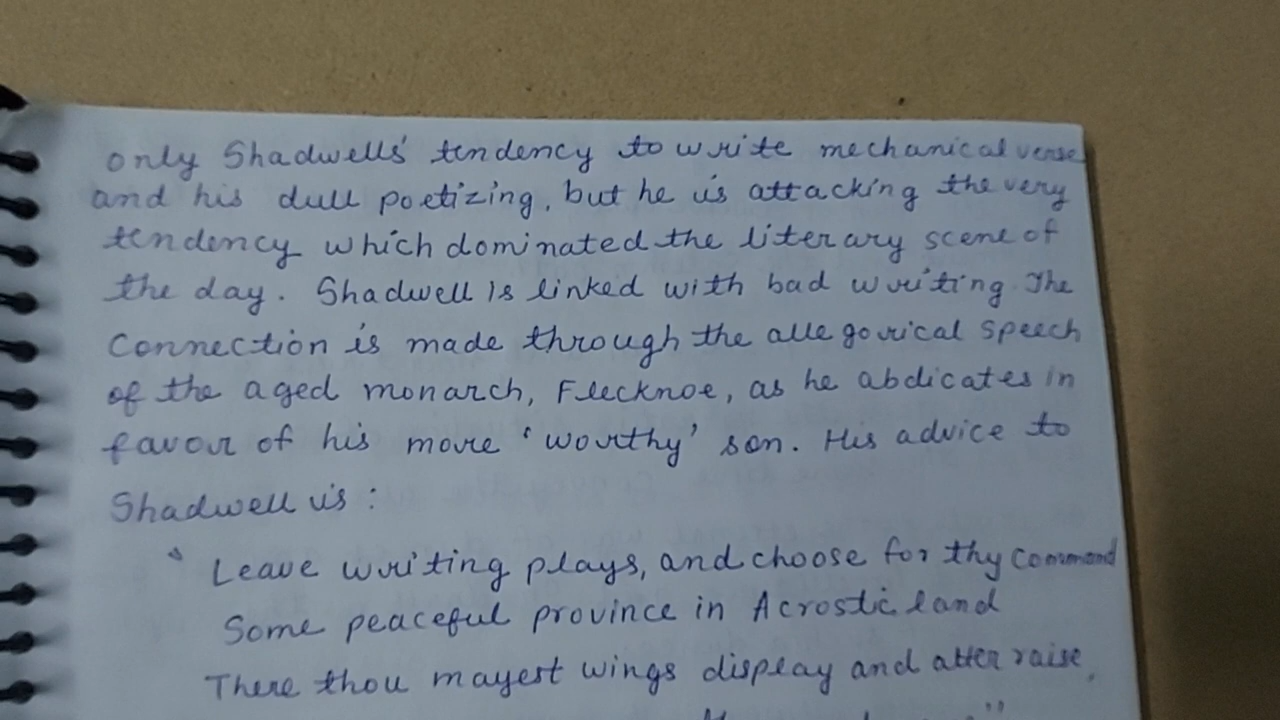 only Shadwells' tendency to write mechanical verse
and his dull poetizing, but he is attacking the very
tendency which dominated the literary scene of
the day. Shadwell is linked with bad writing. The
Connection is made through the allegorical speech
of the aged monarch, Flecknoe, as he abdicates in
favour of his more 'worthy' son. His advice to
Shadwell is :
" Leave writing plays, and choose for thy command
Some peaceful province in Acrostic land
There thou mayest wings display and alter raise,